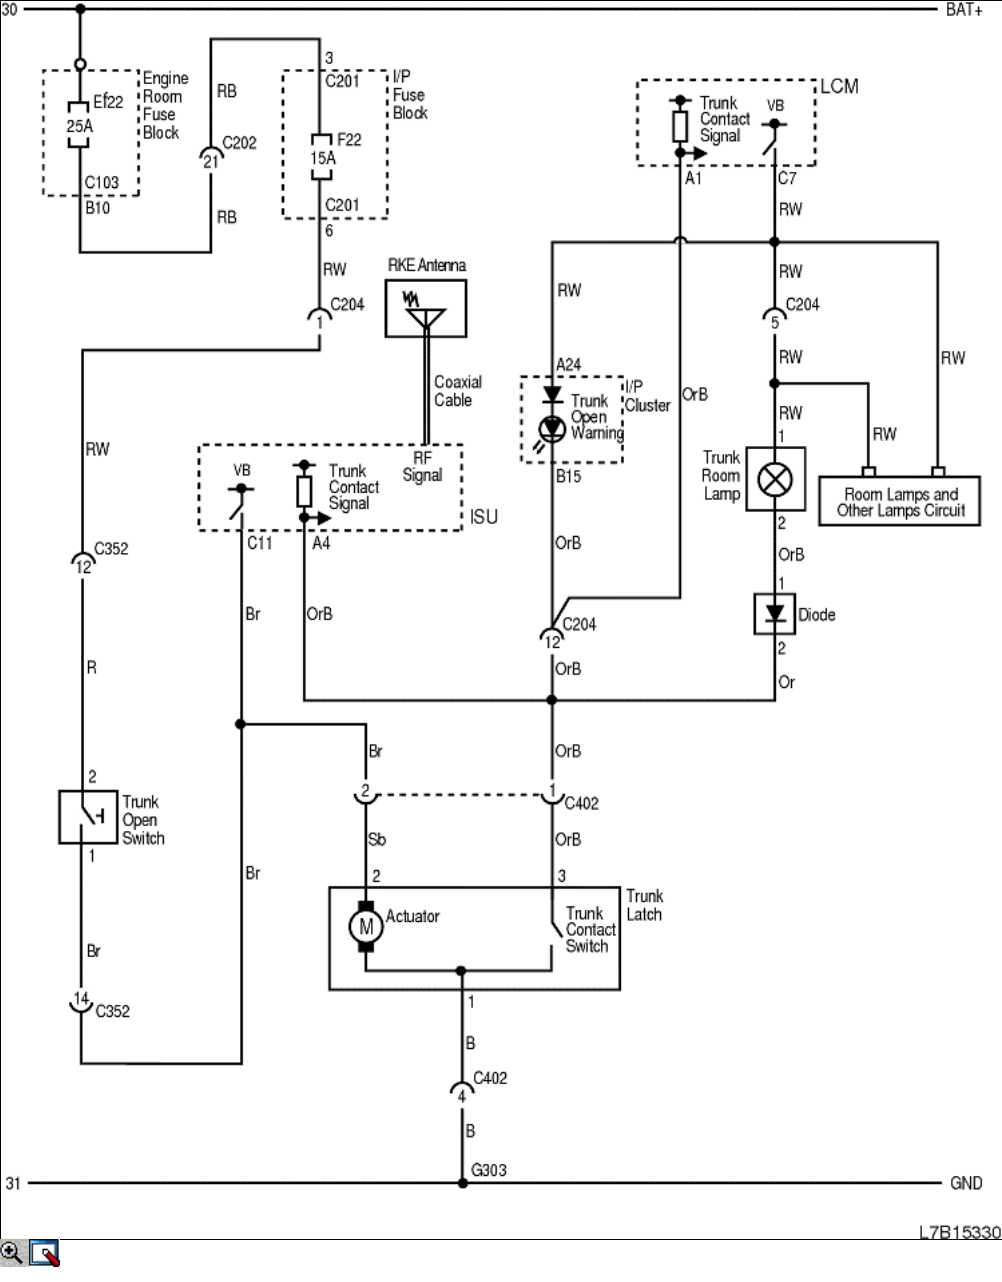 30
BAT+
Engine
Room
Fuse
Block
Ef22
25A
C103
B10
RB
C202
21
RB
3
C201
I/P
Fuse
Block
F22
15A
C201
6
RW
C204
1
RKE Antenna
Coaxial
Cable
LCM
Trunk
Contact
Signal
VB
A1
C7
RW
RW
C204
5
RW
RW
RW
RW
RW
A24
I/P
Cluster
Trunk
Open
Warning
B15
OrB
OrB
1
Trunk
Room
Lamp
2
Room Lamps and
Other Lamps Circuit
OrB
1
Diode
2
Or
RW
VB
Trunk
Contact
Signal
RF
Signal
ISU
C11
A4
C352
12
Br
OrB
C204
12
OrB
R
Br
OrB
2
1
C402
2
Trunk
Open
Switch
1
Sb
OrB
Br
2
3
Trunk
Latch
Actuator
M
Trunk
Contact
Switch
Br
14
C352
1
B
C402
4
B
G303
31
GND
L7B15330